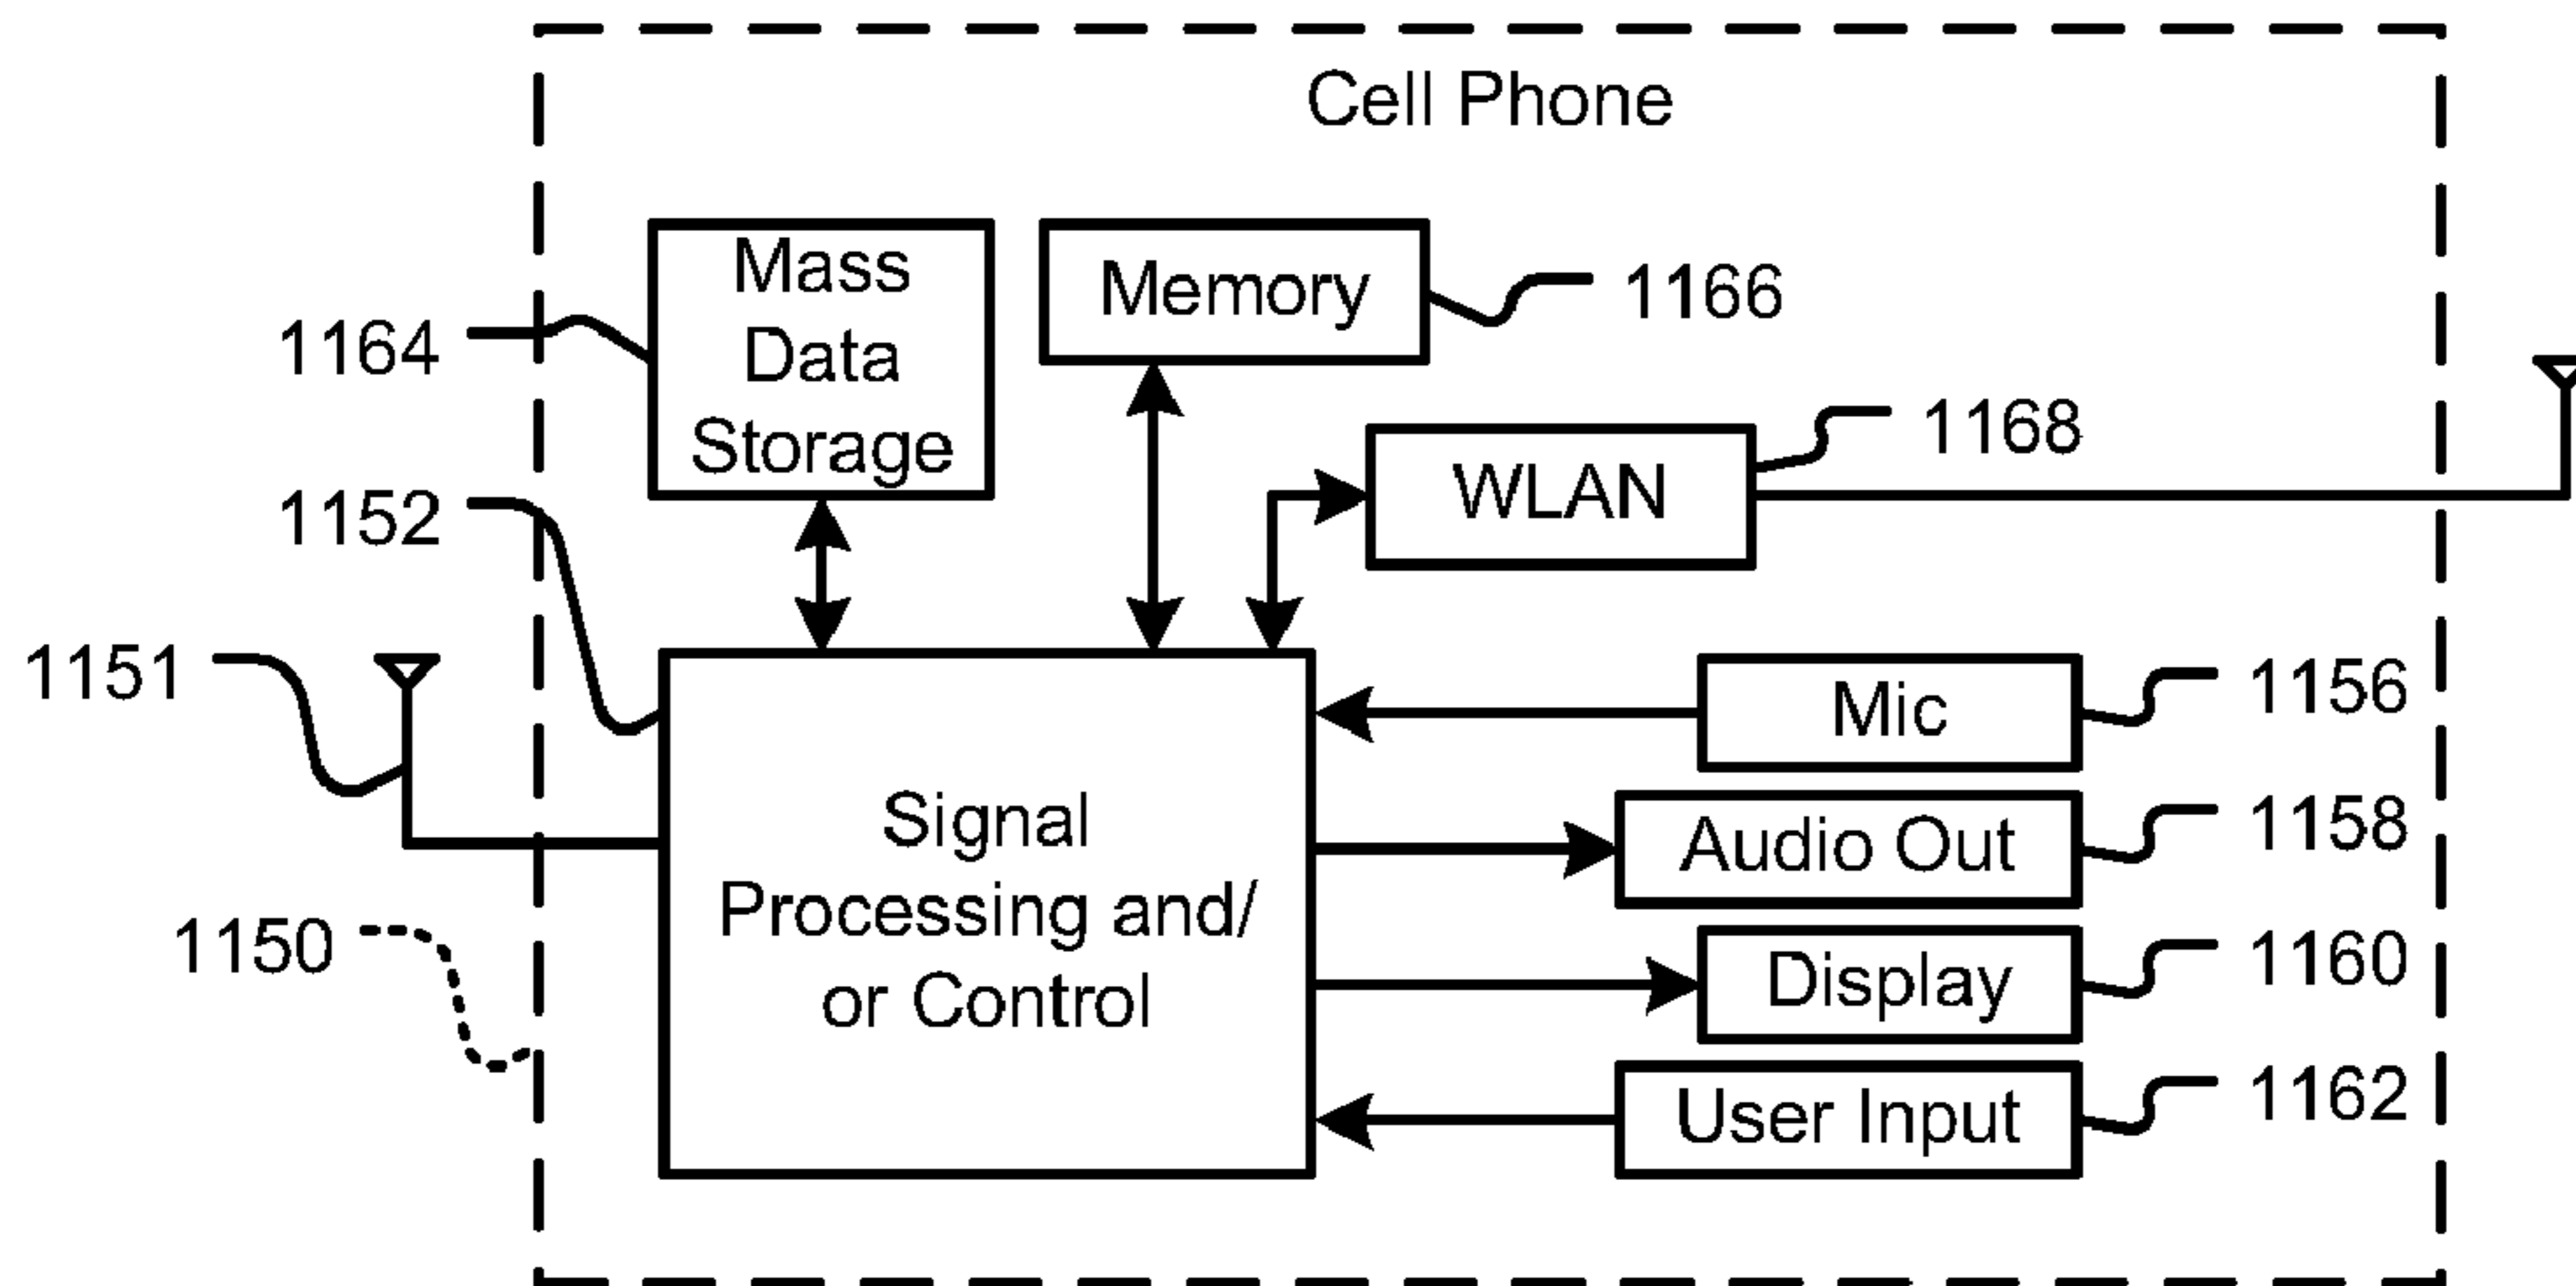 Cell Phone
Mass
Data
Storage
Memory
1166
1164
1168
WLAN
1152
1151
Mic
1156
Signal
Processing and/
or Control
Audio Out
1158
1150
Display
1160
User Input
1162